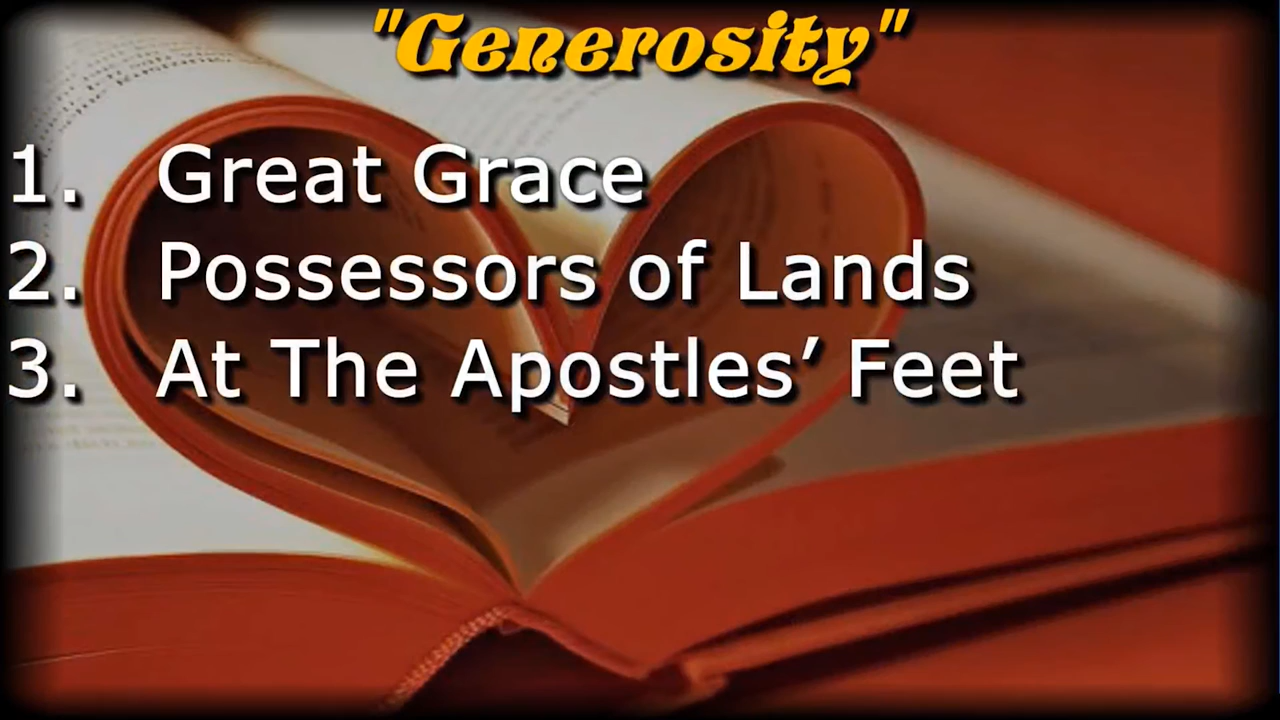 "Generosity"
1. Great Grace
2. Possessors of Lands
3. At The Apostles’ Feet